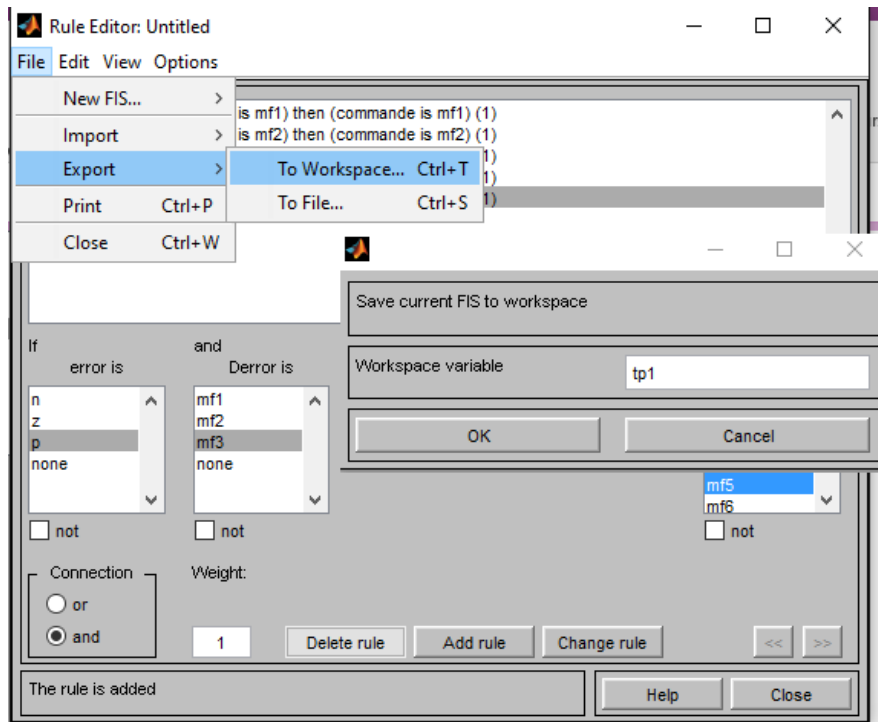 Rule Editor: Untitled
File Edit View Options
New FIS... >
Import >
Export >
Print Ctrl+P
Close Ctrl+W
To Workspace... Ctrl+T
To File... Ctrl+S
is mf1) then (commande is mf1) (1)
is mf2) then (commande is mf2) (1)
1)
1)
1)
Save current FIS to workspace
Workspace variable tp1
OK Cancel
If and
error is Derror is
n mf1
z mf2
p mf3
none none
mf5
mf6
not not not
Connection Weight:
or
and 1 Delete rule Add rule Change rule << >>
The rule is added Help Close